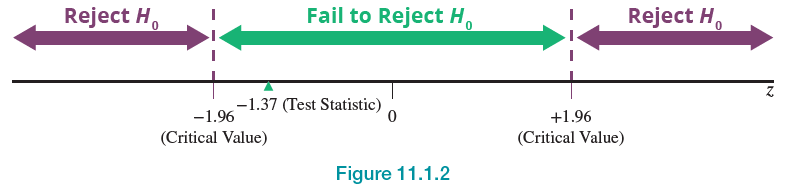 Reject H₀ Fail to Reject H₀ Reject H₀
z
−1.37 (Test Statistic)
−1.96 0 +1.96
(Critical Value) (Critical Value)
Figure 11.1.2